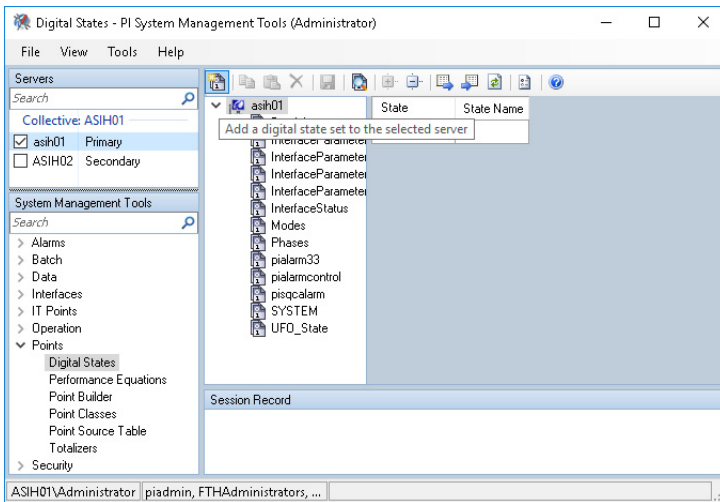 Digital States - PI System Management Tools (Administrator)
File View Tools Help
Servers
Search
Collective: ASIH01
asih01 Primary
ASIH02 Secondary
System Management Tools
Search
Alarms
Batch
Data
Interfaces
IT Points
Operation
Points
Digital States
Performance Equations
Point Builder
Point Classes
Point Source Table
Totalizers
Security
asih01
Add a digital state set to the selected server
InterfaceParameter
InterfaceParameter
InterfaceParameter
InterfaceParameter
InterfaceStatus
Modes
Phases
pialarm33
pialarmcontrol
pisqcalarm
SYSTEM
UFO_State
State State Name
Session Record
ASIH01\Administrator piadmin, FTHAdministrators, ...